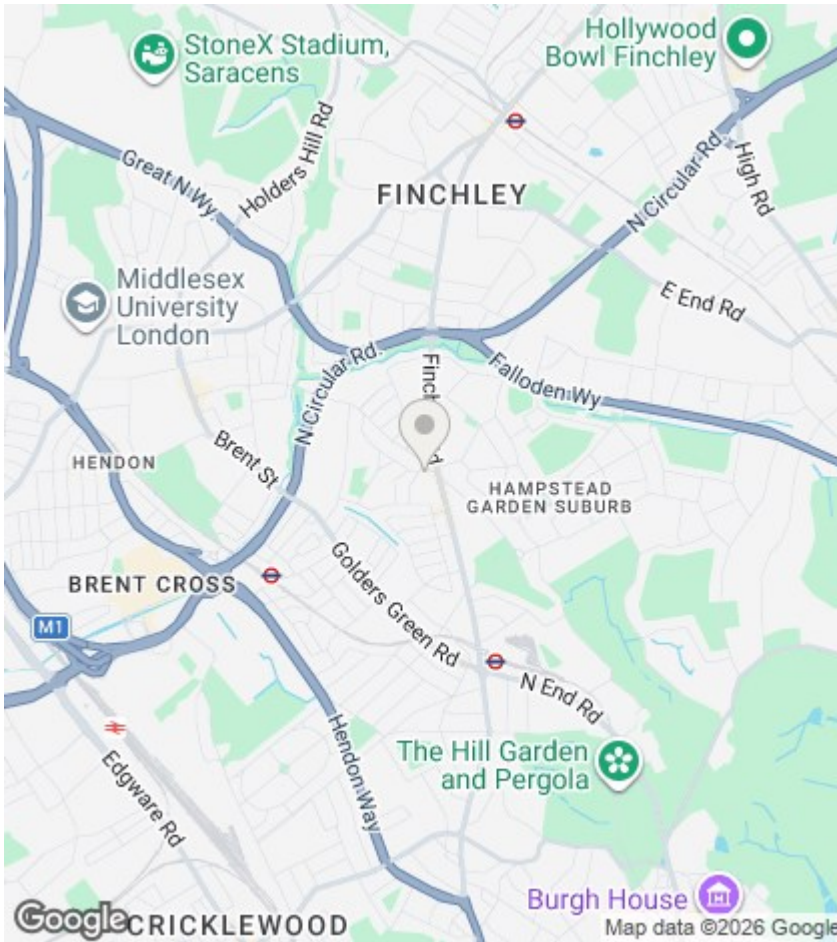 StoneX Stadium,
Saracens
Hollywood
Bowl Finchley
Holders Hill Rd
Great N Wy.
FINCHLEY
N Circular Rd
High Rd
Middlesex
University
London
E End Rd
N Circular Rd.
Finch
d
Falloden Wy
HENDON
Brent St
HAMPSTEAD
GARDEN SUBURB
BRENT CROSS
Golders Green Rd
M1
N End Rd
Hendon Way
Edgware Rd
The Hill Garden
and Pergola
Burgh House
Google
CRICKLEWOOD
Map data ©2026 Google